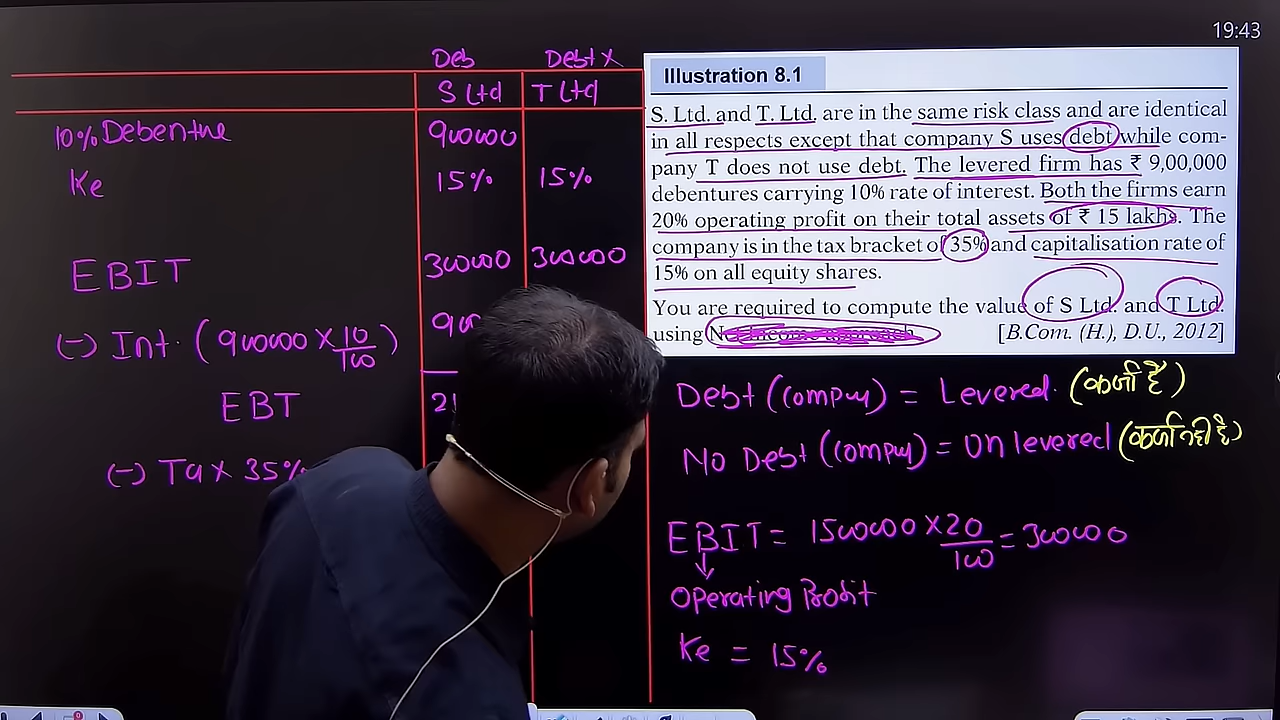 19:43
Deb Debt X
S Ltd T Ltd
10% Debenture 900000
Ke 15% 15%
EBIT 300000 300000
(-) Int. (900000 × 10/100)
EBT
(-) Tax 35%
Illustration 8.1
S. Ltd. and T. Ltd. are in the same risk class and are identical
in all respects except that company S uses debt while com-
pany T does not use debt. The levered firm has ₹ 9,00,000
debentures carrying 10% rate of interest. Both the firms earn
20% operating profit on their total assets of ₹ 15 lakhs. The
company is in the tax bracket of 35% and capitalisation rate of
15% on all equity shares.
You are required to compute the value of S Ltd. and T Ltd.
using [B.Com. (H.), D.U., 2012]
Debt (Compny) = Levered. (कर्जा है)
No Debt (Compny) = Un levered (कर्जा नही है)
EBIT = 1500000 × 20/100 = 300000
↓
Operating Profit
Ke = 15%